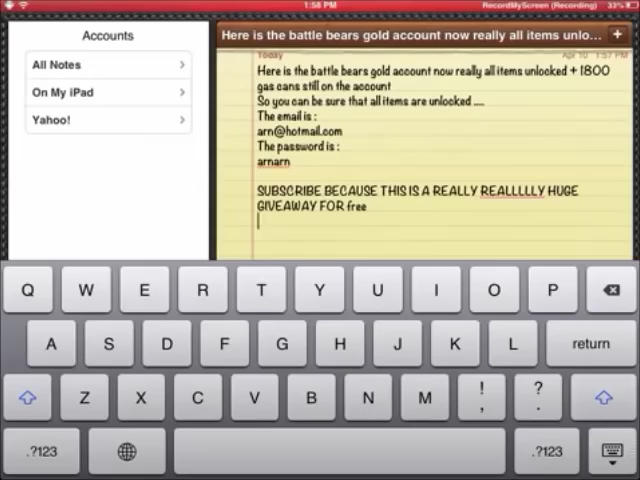 1:58 PM
RecordMyScreen (Recording)
33%
Accounts
All Notes
On My iPad
Yahoo!
Here is the battle bears gold account now really all items unlo...
+
Today
Apr 10 1:57 PM
Here is the battle bears gold account now really all items unlocked + 1800
gas cans still on the account
So you can be sure that all items are unlocked ....
The email is :
arn@hotmail.com
The password is :
arnarn
SUBSCRIBE BECAUSE THIS IS A REALLY REALLLLLY HUGE
GIVEAWAY FOR free
Q W E R T Y U I O P
A S D F G H J K L return
Z X C V B N M ! , ? .
.?123 .?123